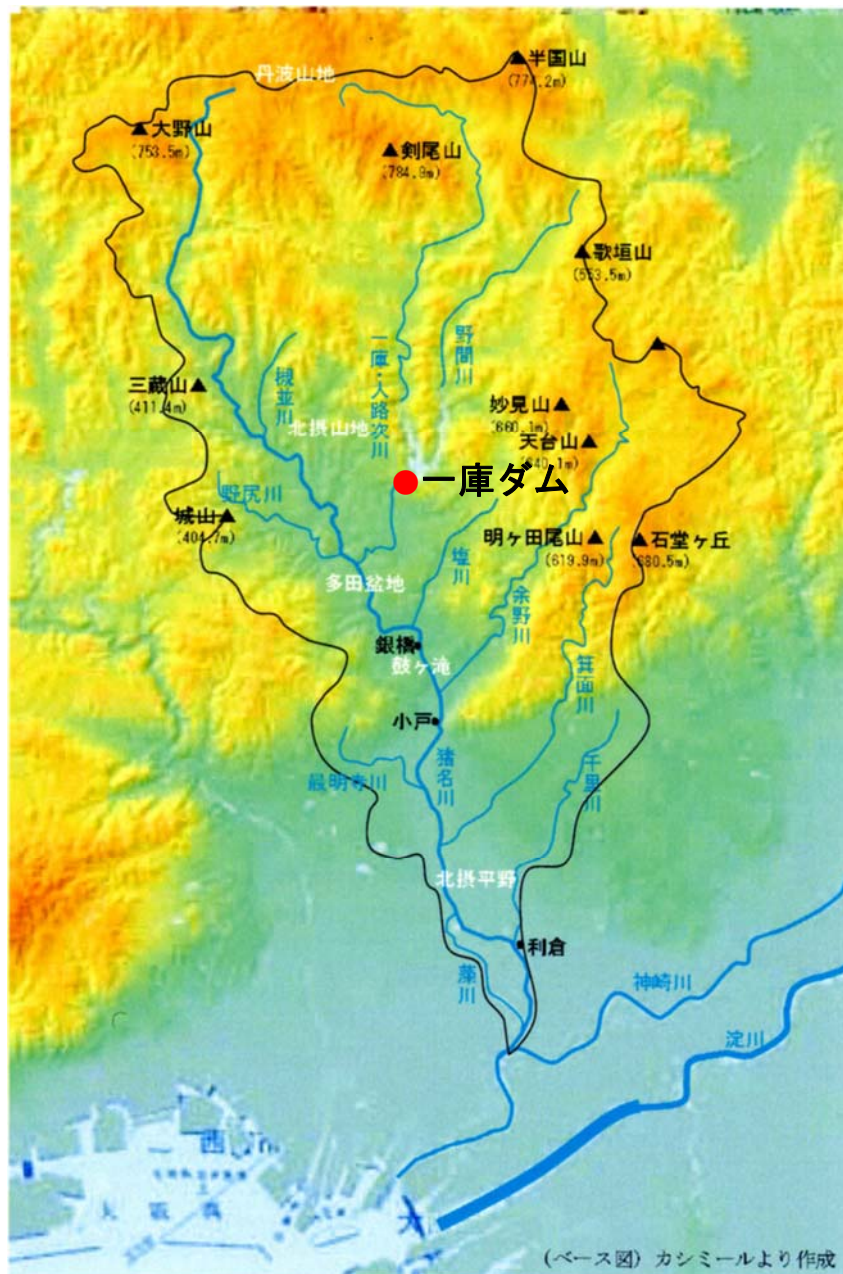 丹波山地
半国山
(774.2m)
大野山
(753.5m)
剣尾山
(784.9m)
歌垣山
(553.5m)
野間川
一庫・大路次川
槻並川
三蔵山
(411.4m)
北摂山地
妙見山
(660.1m)
天台山
(640.1m)
一庫ダム
野尻川
城山
(404.7m)
明ヶ田尾山
(619.9m)
石堂ヶ丘
(680.5m)
塩川
多田盆地
余野川
銀橋
鼓ヶ滝
箕面川
小戸
猪名川
千里川
最明寺川
北摂平野
利倉
藻川
神崎川
淀川
西
大
(ベース図) カシミールより作成